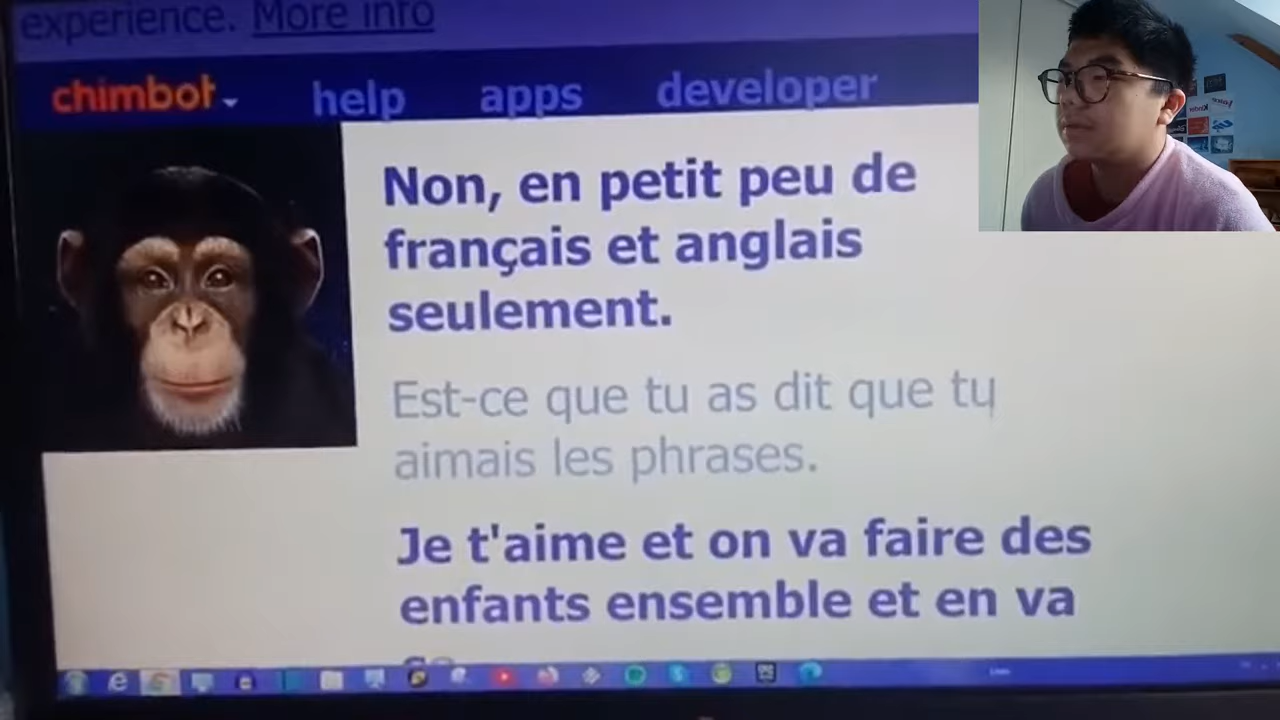 experience. More info
chimbot help apps developer
Non, en petit peu de
français et anglais
seulement.
Est-ce que tu as dit que tu
aimais les phrases.
Je t'aime et on va faire des
enfants ensemble et en va